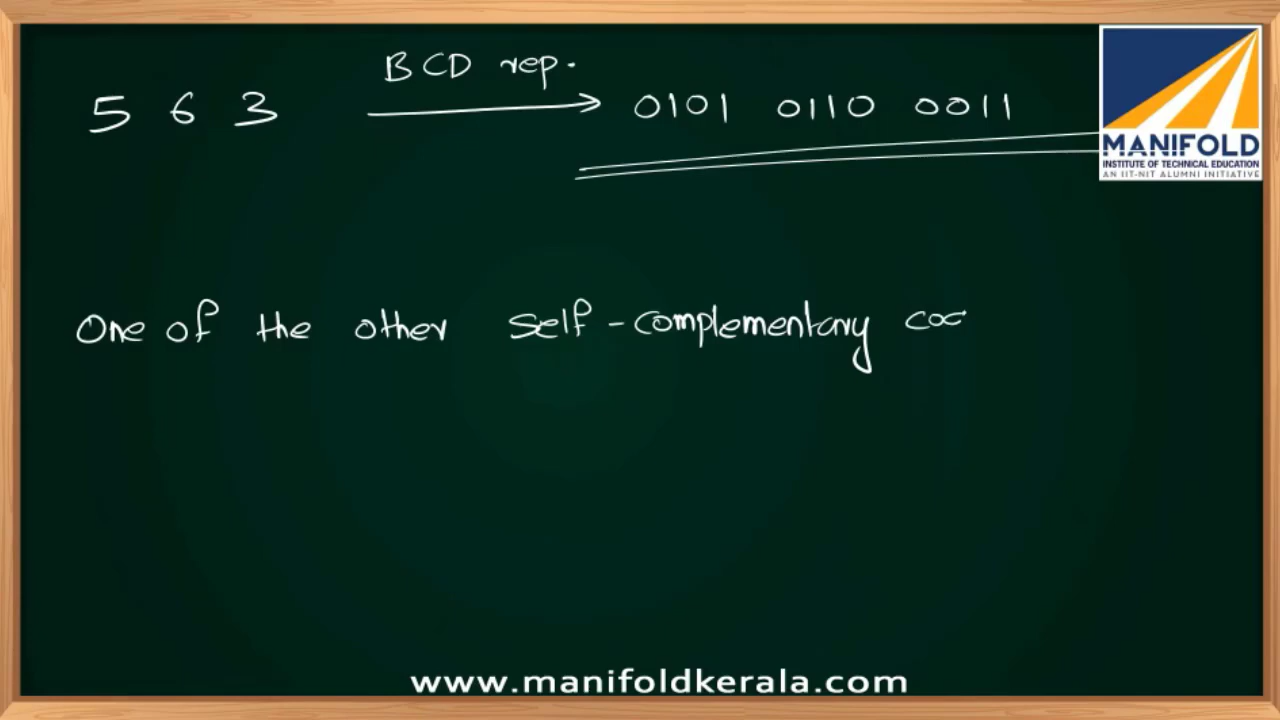 BCD rep.
5 6 3 → 0101 0110 0011
MANIFOLD
INSTITUTE OF TECHNICAL EDUCATION
AN IIT-NIT ALUMNI INITIATIVE
One of the other self-complementary coc
www.manifoldkerala.com